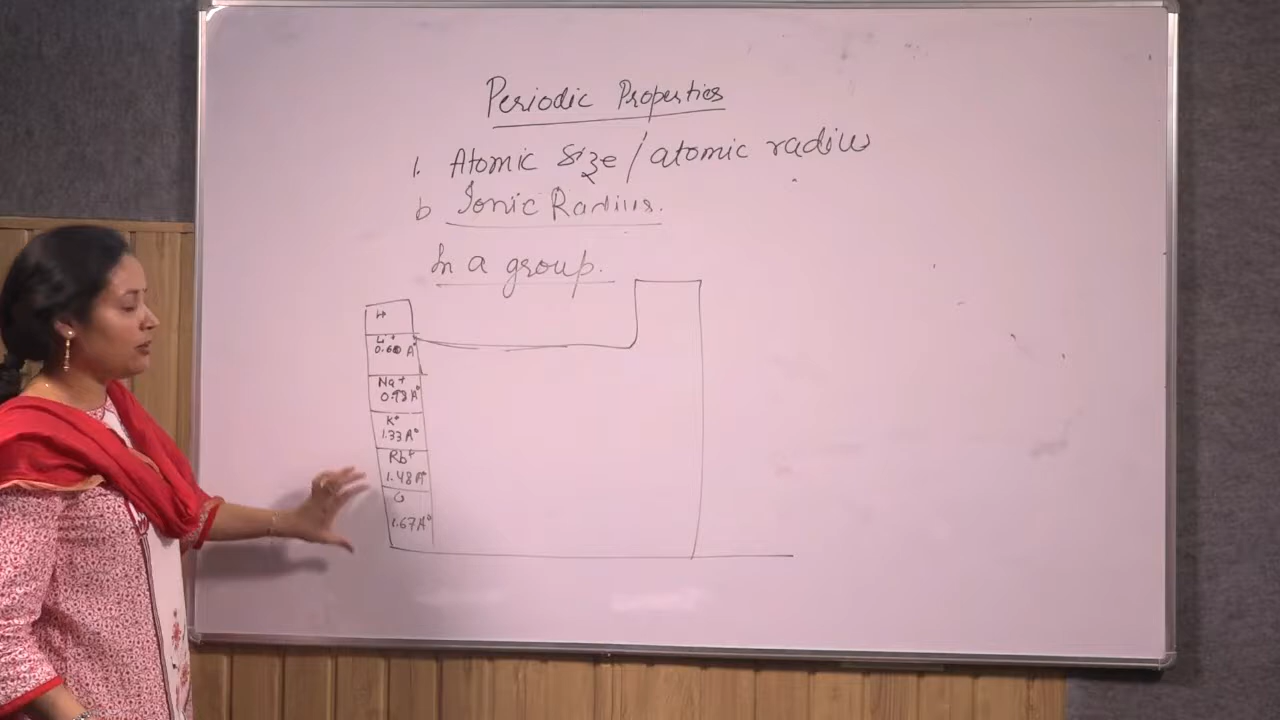 Periodic Properties
1. Atomic Size / atomic radius
b Ionic Radius.
In a group.
H
Li+
0.60 A°
Na+
0.93 A°
K+
1.33 A°
Rb+
1.48 A°
1.67 A°